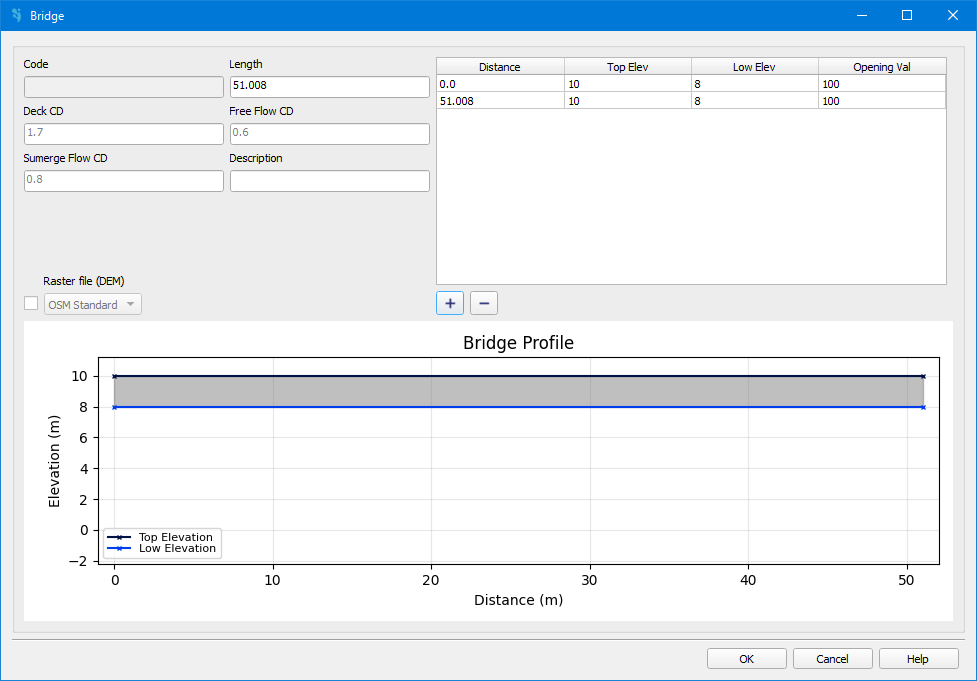 Bridge
Code Length
51.008
Deck CD Free Flow CD
1.7 0.6
Sumerge Flow CD Description
0.8
Raster file (DEM)
OSM Standard
Distance Top Elev Low Elev Opening Val
0.0 10 8 100
51.008 10 8 100
+ −
Bridge Profile
10
8
6
4
2
0
−2
Elevation (m)
Top Elevation
Low Elevation
0 10 20 30 40 50
Distance (m)
OK Cancel Help